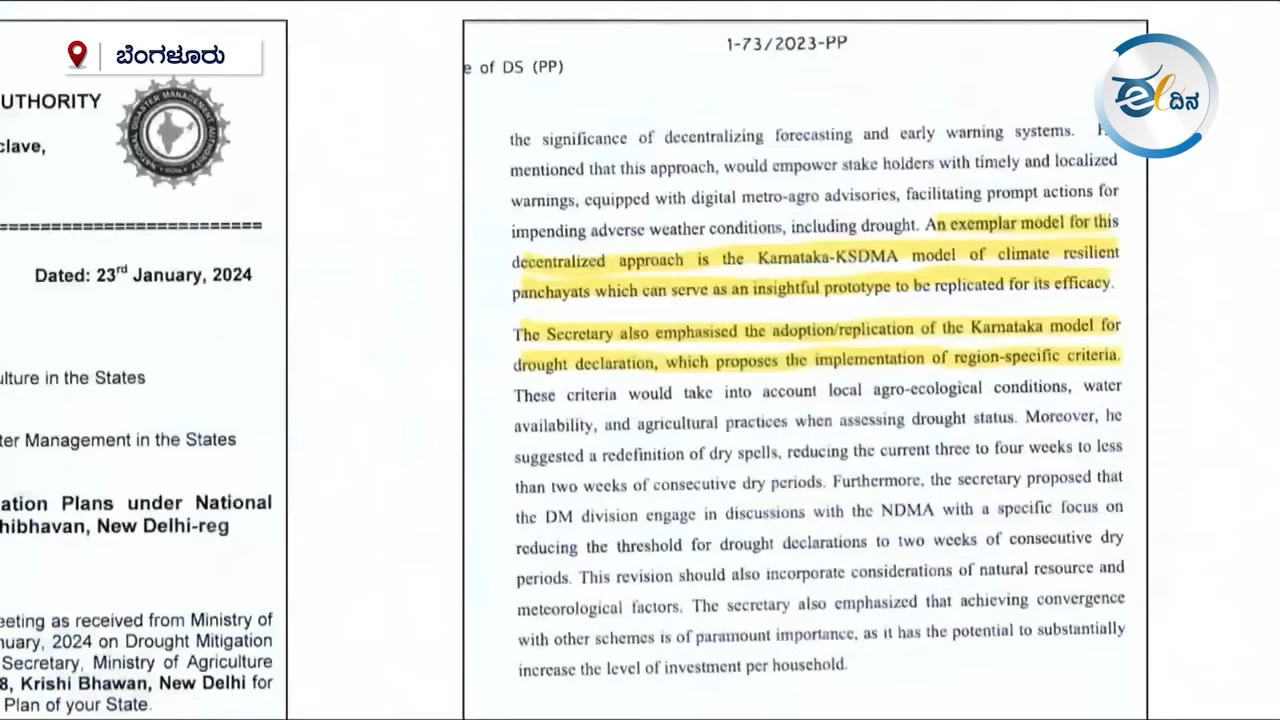 ಬೆಂಗಳೂರು
UTHORITY
clave,
=============================================
Dated: 23rd January, 2024
ulture in the States
ter Management in the States
ation Plans under National
hibhavan, New Delhi-reg
eeting as received from Ministry of
nuary, 2024 on Drought Mitigation
Secretary, Ministry of Agriculture
8, Krishi Bhawan, New Delhi for
Plan of your State.
1-73/2023-PP
e of DS (PP)
the significance of decentralizing forecasting and early warning systems.
mentioned that this approach, would empower stake holders with timely and localized
warnings, equipped with digital metro-agro advisories, facilitating prompt actions for
impending adverse weather conditions, including drought. An exemplar model for this
decentralized approach is the Karnataka-KSDMA model of climate resilient
panchayats which can serve as an insightful prototype to be replicated for its efficacy.
The Secretary also emphasised the adoption/replication of the Karnataka model for
drought declaration, which proposes the implementation of region-specific criteria.
These criteria would take into account local agro-ecological conditions, water
availability, and agricultural practices when assessing drought status. Moreover, he
suggested a redefinition of dry spells, reducing the current three to four weeks to less
than two weeks of consecutive dry periods. Furthermore, the secretary proposed that
the DM division engage in discussions with the NDMA with a specific focus on
reducing the threshold for drought declarations to two weeks of consecutive dry
periods. This revision should also incorporate considerations of natural resource and
meteorological factors. The secretary also emphasized that achieving convergence
with other schemes is of paramount importance, as it has the potential to substantially
increase the level of investment per household.
ದಿನ